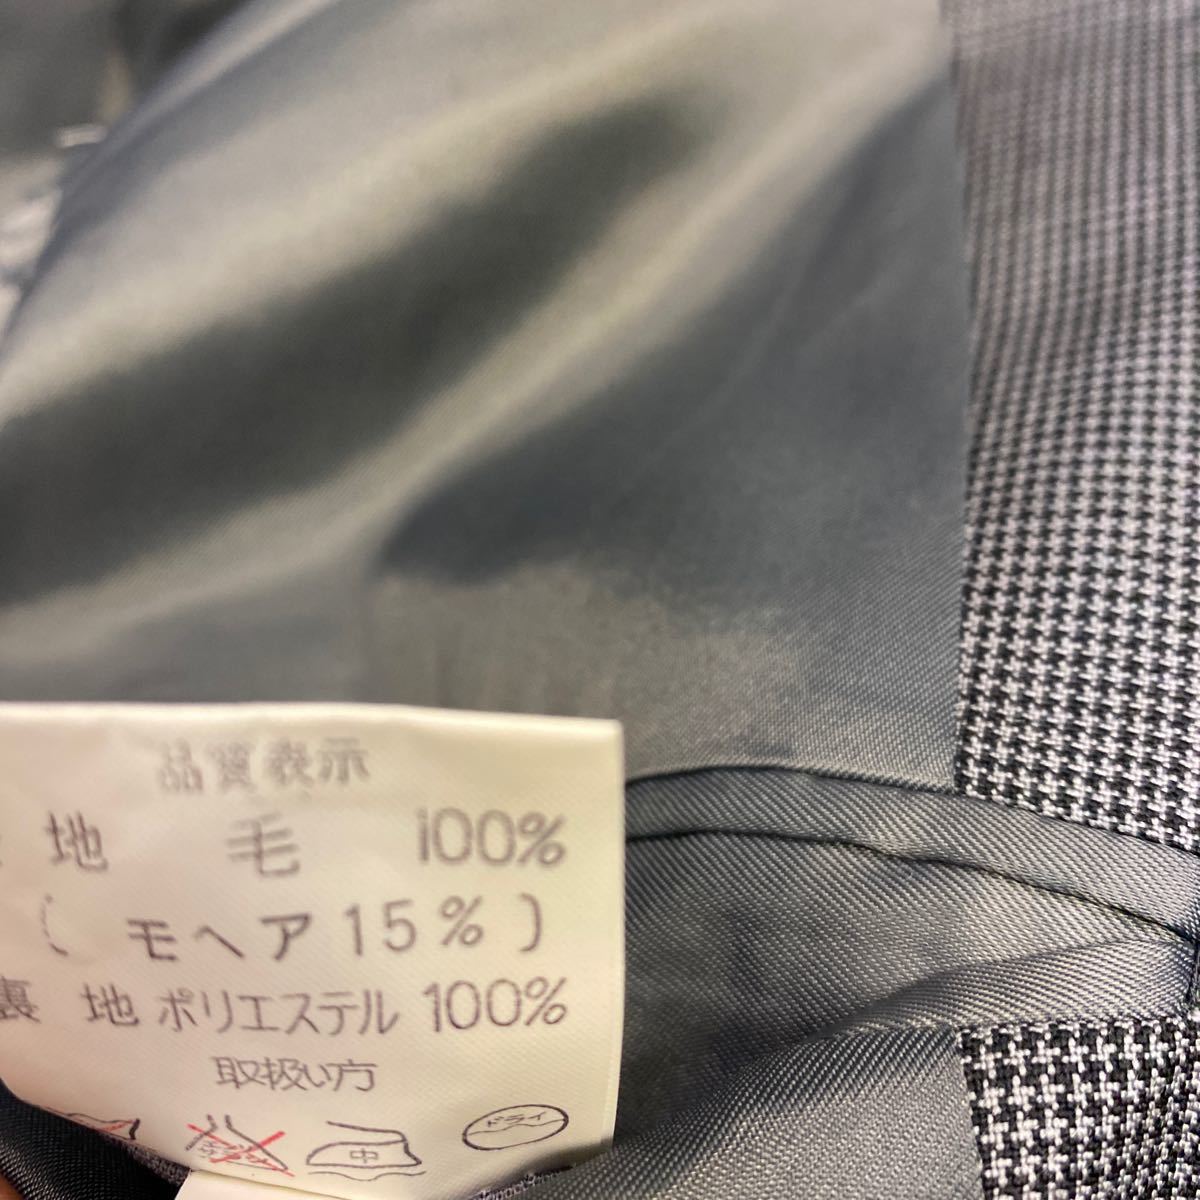 品質表示
地 毛 100%
( モヘア 15% )
裏 地 ポリエステル 100%
取扱い方
中 ドライ